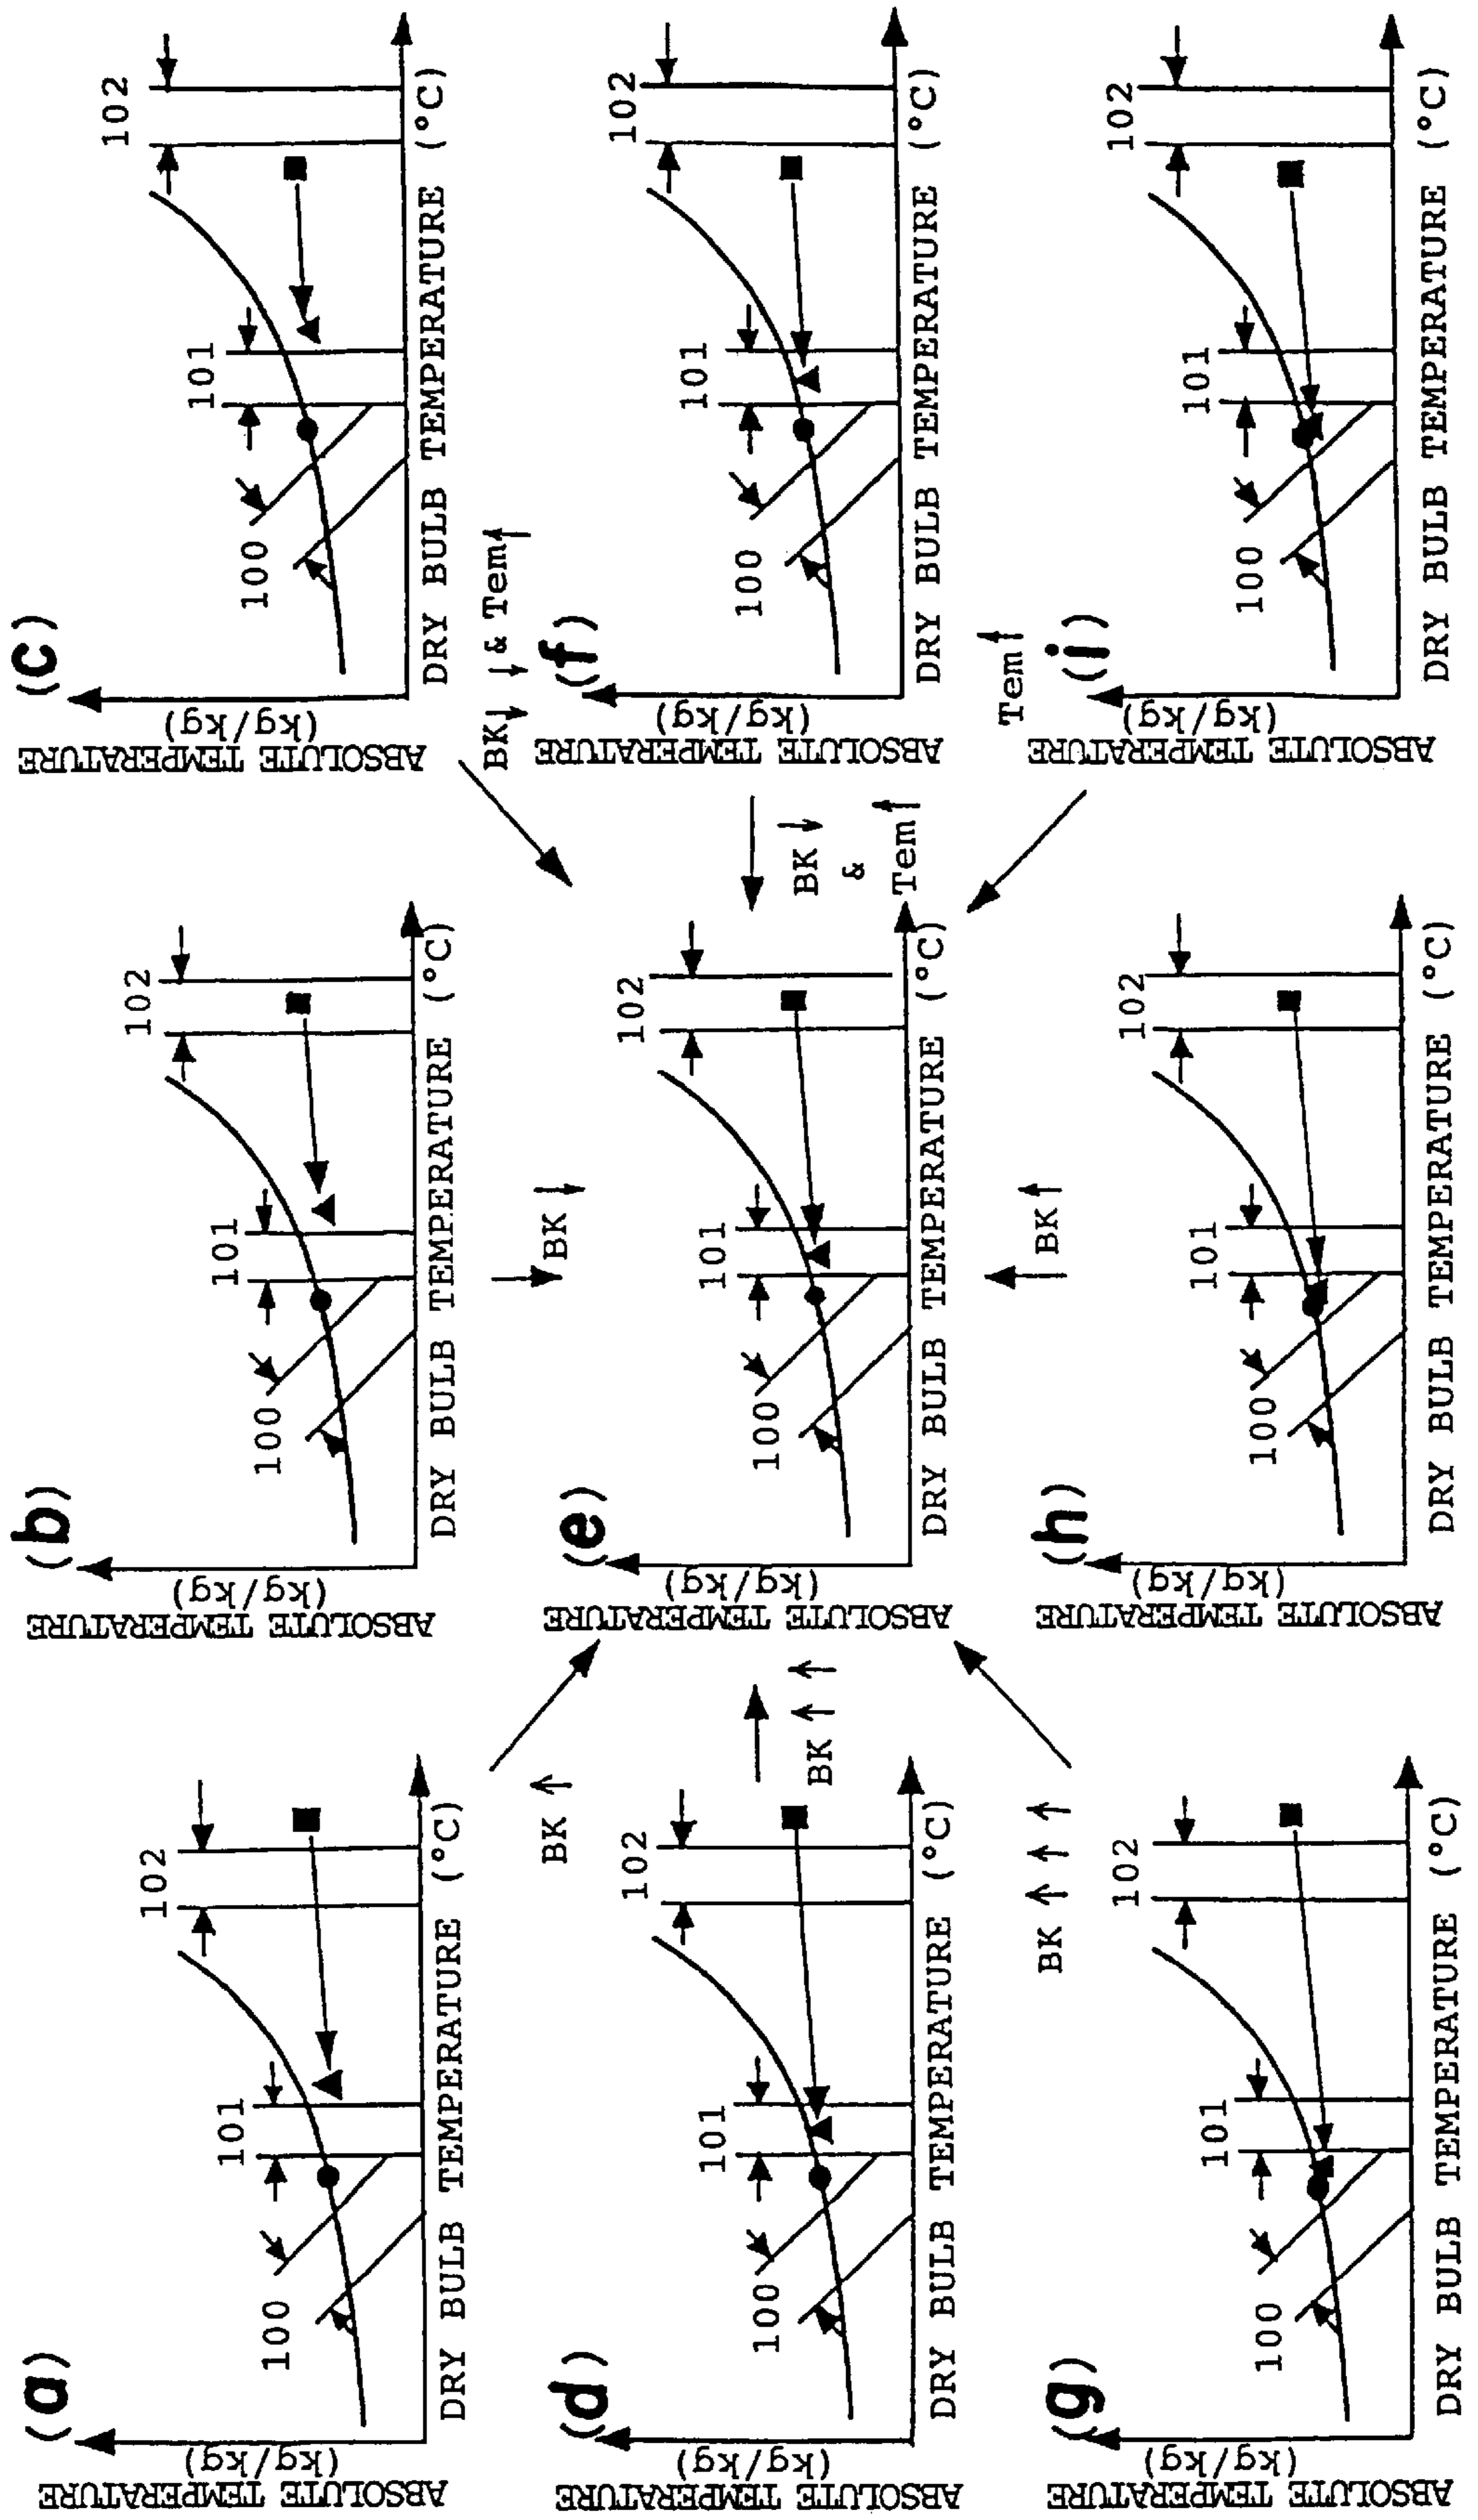 (a)
ABSOLUTE TEMPERATURE
(kg/kg)
100
101
102
DRY BULB TEMPERATURE (°C)
BK ↑
(b)
ABSOLUTE TEMPERATURE
(kg/kg)
100
101
102
DRY BULB TEMPERATURE (°C)
BK ↓
(c)
ABSOLUTE TEMPERATURE
(kg/kg)
100
101
102
DRY BULB TEMPERATURE (°C)
BK↓ ↓ & Tem↑
(d)
ABSOLUTE TEMPERATURE
(kg/kg)
100
101
102
DRY BULB TEMPERATURE (°C)
BK ↑ ↑
(e)
ABSOLUTE TEMPERATURE
(kg/kg)
100
101
102
DRY BULB TEMPERATURE (°C)
BK ↓
&
Tem↑
(f)
ABSOLUTE TEMPERATURE
(kg/kg)
100
101
102
DRY BULB TEMPERATURE (°C)
BK ↑ ↑ ↑
(g)
ABSOLUTE TEMPERATURE
(kg/kg)
100
101
102
DRY BULB TEMPERATURE (°C)
BK ↑
(h)
ABSOLUTE TEMPERATURE
(kg/kg)
100
101
102
DRY BULB TEMPERATURE (°C)
Tem↑
(i)
ABSOLUTE TEMPERATURE
(kg/kg)
100
101
102
DRY BULB TEMPERATURE (°C)